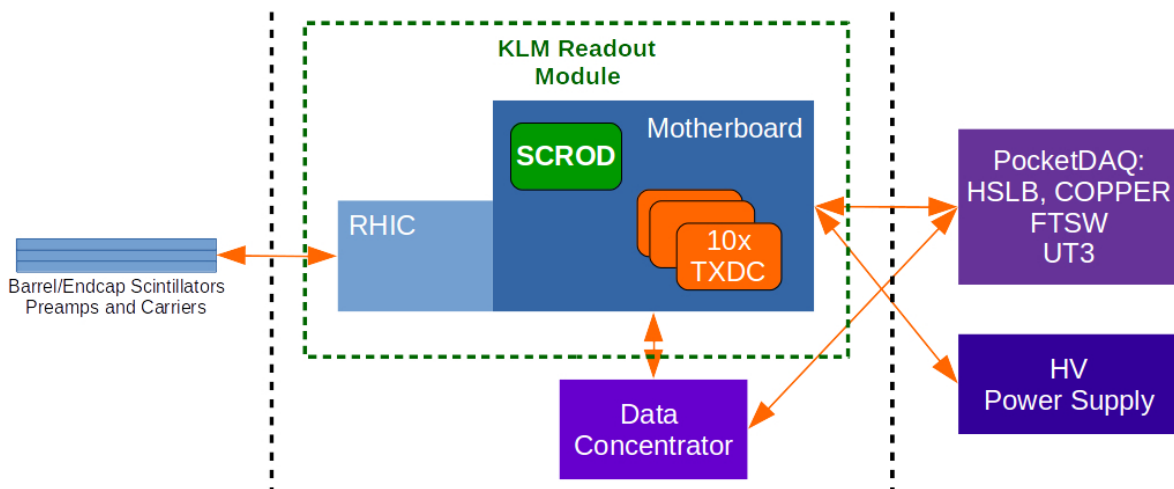 KLM Readout
Module
Motherboard
SCROD
RHIC
10x
TXDC
Barrel/Endcap Scintillators
Preamps and Carriers
PocketDAQ:
HSLB, COPPER
FTSW
UT3
Data
Concentrator
HV
Power Supply